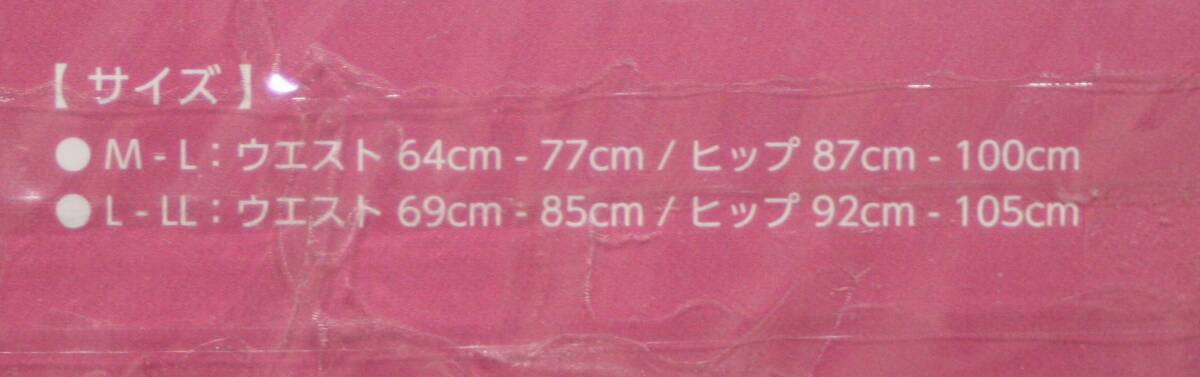 【 サイズ 】
● M - L：ウエスト 64cm - 77cm / ヒップ 87cm - 100cm
● L - LL：ウエスト 69cm - 85cm / ヒップ 92cm - 105cm